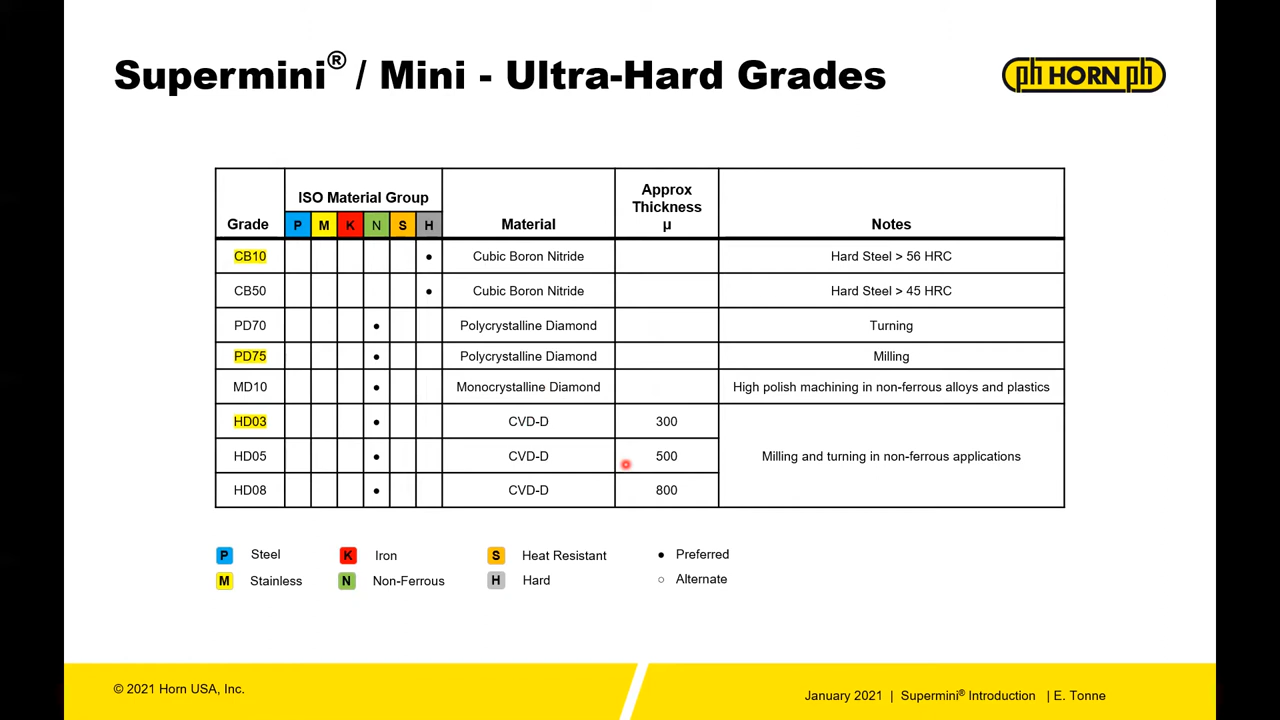 Supermini® / Mini - Ultra-Hard Grades
ph HORN ph
Grade
ISO Material Group
P M K N S H
Material
Approx
Thickness
μ
Notes
CB10 • Cubic Boron Nitride Hard Steel > 56 HRC
CB50 • Cubic Boron Nitride Hard Steel > 45 HRC
PD70 • Polycrystalline Diamond Turning
PD75 • Polycrystalline Diamond Milling
MD10 • Monocrystalline Diamond High polish machining in non-ferrous alloys and plastics
HD03 • CVD-D 300
HD05 • CVD-D 500 Milling and turning in non-ferrous applications
HD08 • CVD-D 800
P Steel K Iron S Heat Resistant • Preferred
M Stainless N Non-Ferrous H Hard ○ Alternate
© 2021 Horn USA, Inc.
January 2021 | Supermini® Introduction | E. Tonne